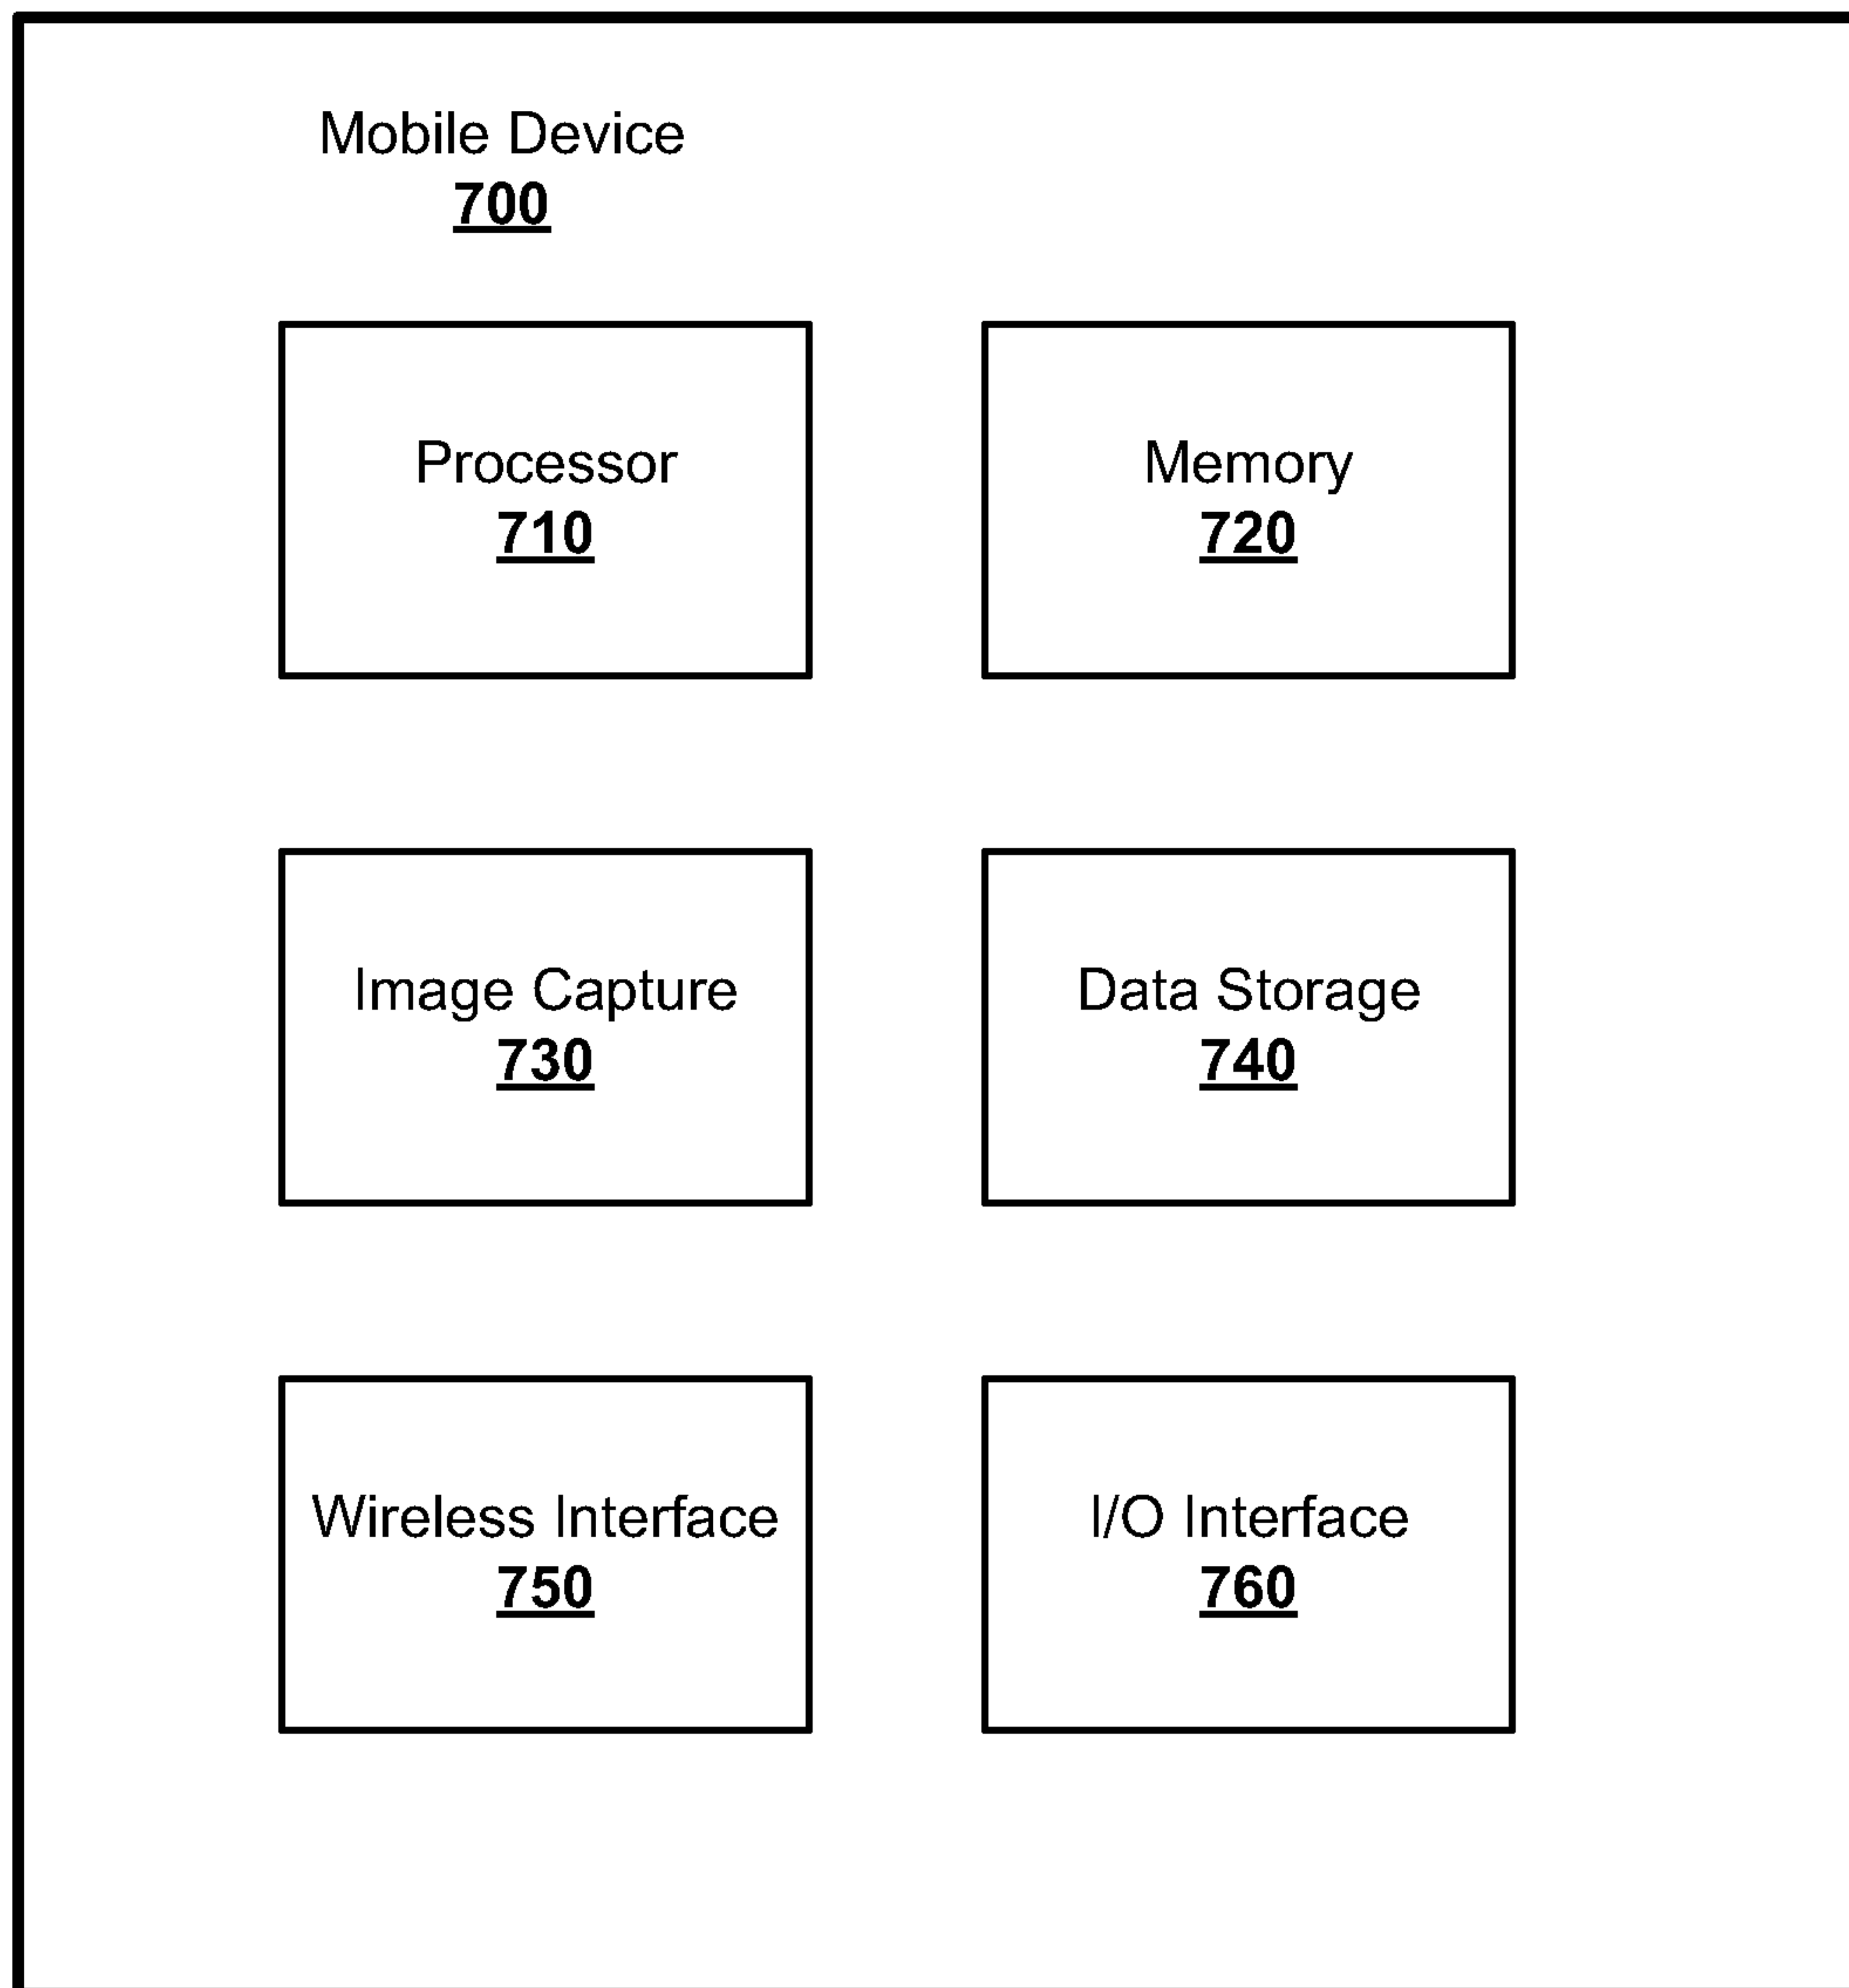 Mobile Device
700
Processor
710
Memory
720
Image Capture
730
Data Storage
740
Wireless Interface
750
I/O Interface
760